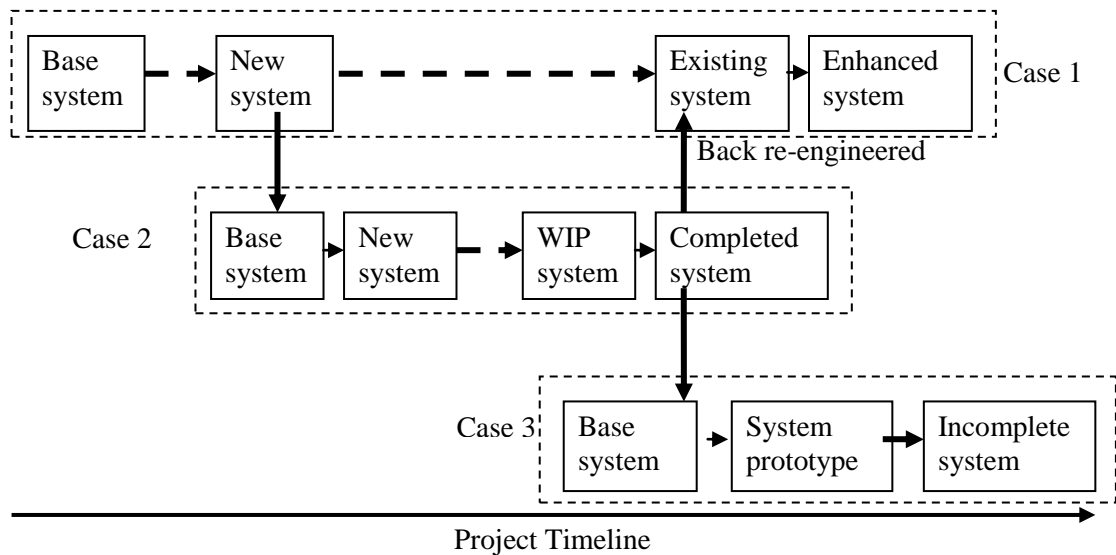 Base
system
New
system
Existing
system
Enhanced
system
Case 1
Back re-engineered
Case 2
Base
system
New
system
WIP
system
Completed
system
Case 3
Base
system
System
prototype
Incomplete
system
Project Timeline